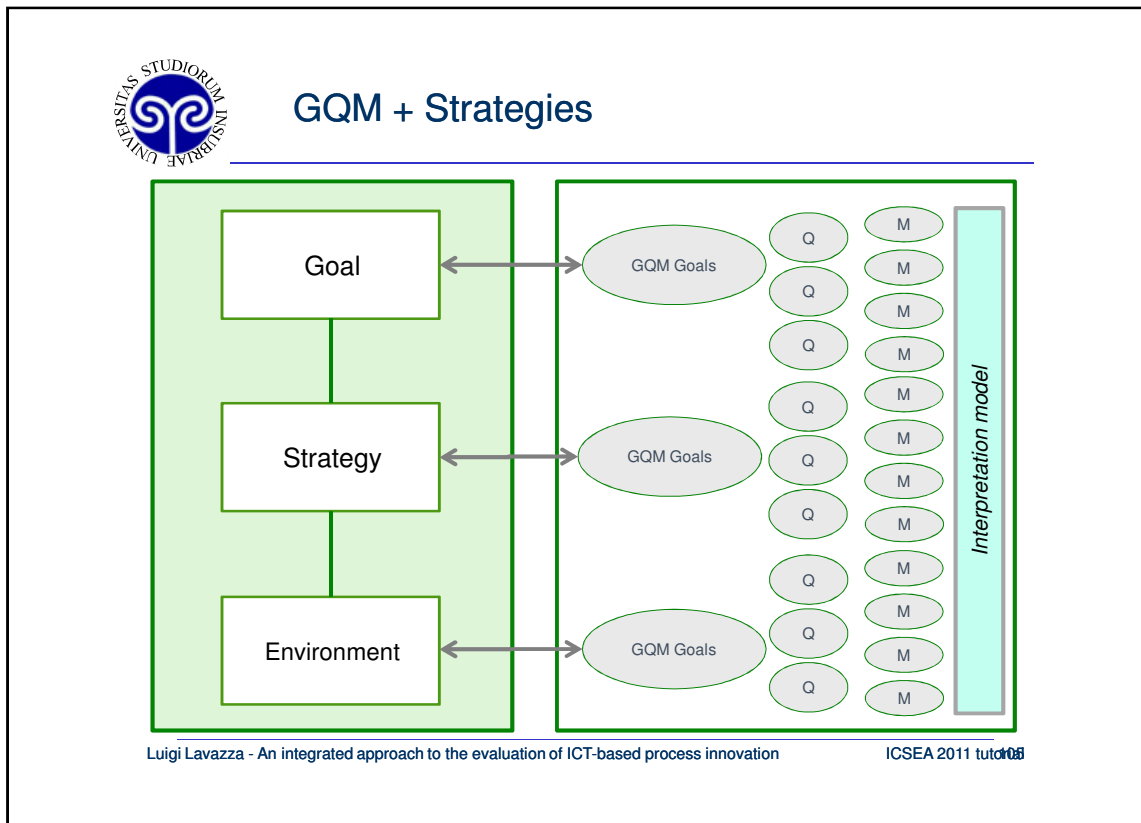 UNIVERSITAS STUDIORUM INSUBRIAE
GQM + Strategies
Goal
GQM Goals
Q
Q
Q
M
M
M
M
Strategy
GQM Goals
Q
Q
Q
M
M
M
M
Environment
GQM Goals
Q
Q
Q
M
M
M
M
Interpretation model
Luigi Lavazza - An integrated approach to the evaluation of ICT-based process innovation
ICSEA 2011